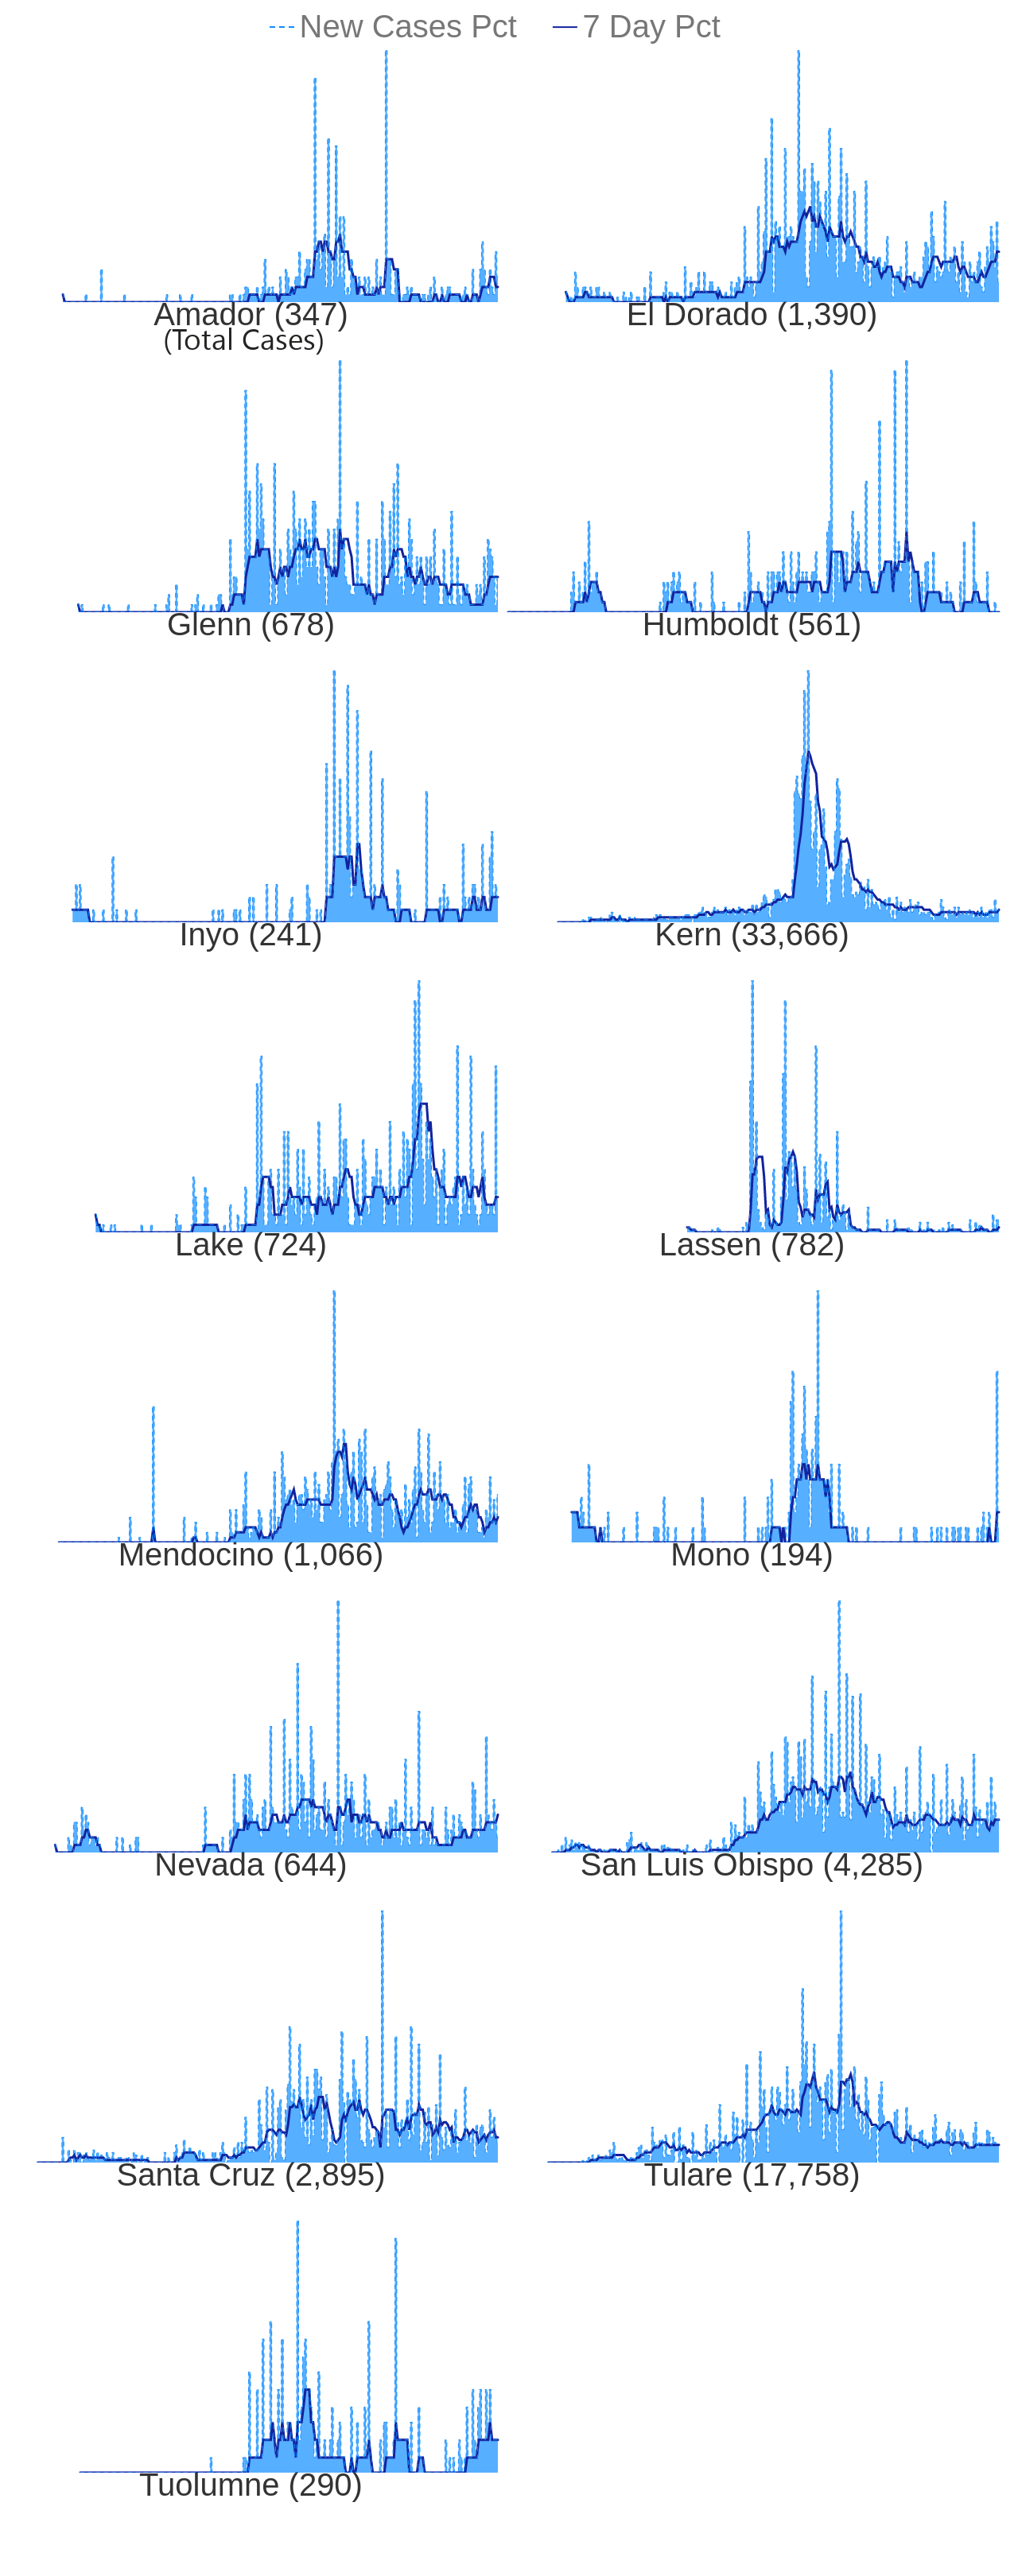 New Cases Pct 7 Day Pct
Amador (347) El Dorado (1,390)
(Total Cases)
Glenn (678) Humboldt (561)
Inyo (241) Kern (33,666)
Lake (724) Lassen (782)
Mendocino (1,066) Mono (194)
Nevada (644) San Luis Obispo (4,285)
Santa Cruz (2,895) Tulare (17,758)
Tuolumne (290)